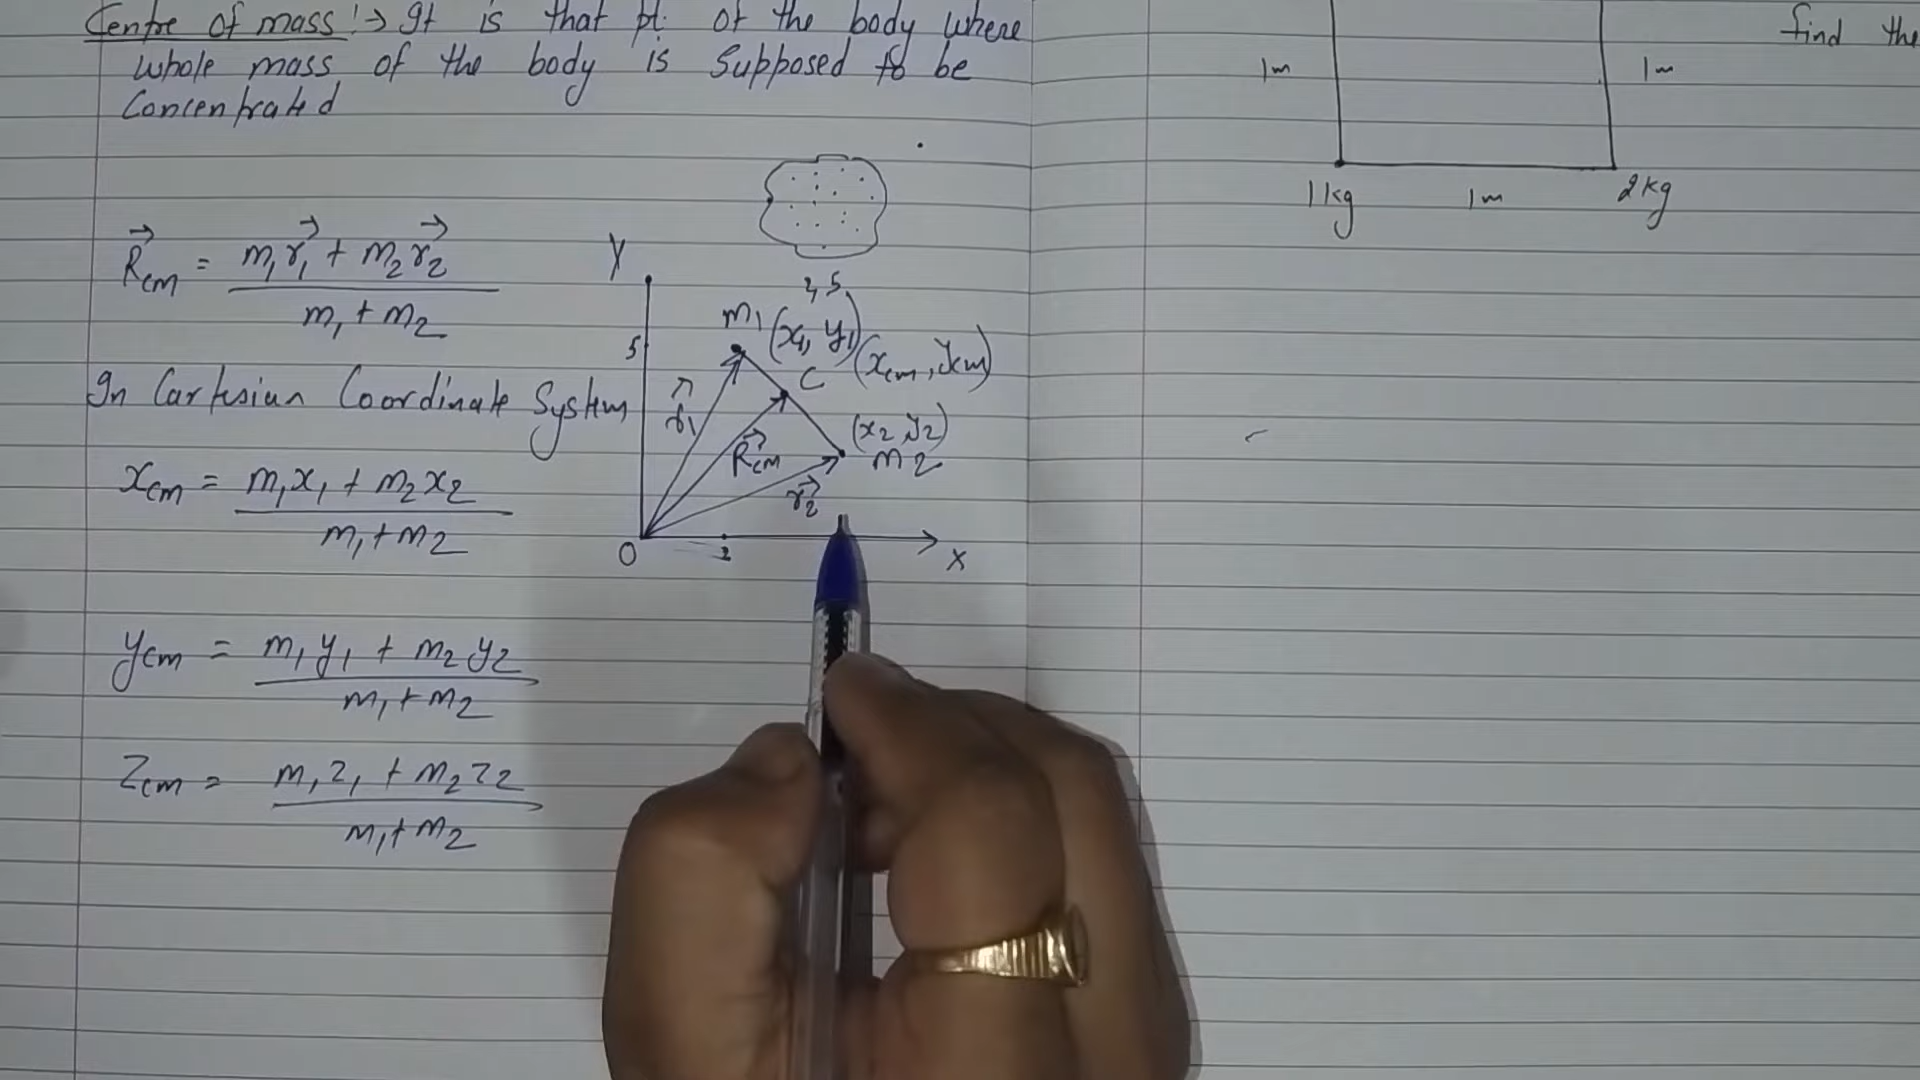 Centre of mass :→ It is that pt. of the body where
whole mass of the body is supposed to be
concentrated
R⃗cm = m₁r⃗₁ + m₂r⃗₂ / m₁ + m₂
In Cartesian Coordinate System
xcm = m₁x₁ + m₂x₂ / m₁ + m₂
ycm = m₁y₁ + m₂y₂ / m₁ + m₂
Zcm = m₁z₁ + m₂z₂ / m₁ + m₂
Y
5
m₁ (x₁, y₁)
C (xcm, ycm)
r⃗₁
R⃗cm
(x₂, y₂)
m₂
r⃗₂
O
X
find the
1m
1m
1kg
1m
2kg